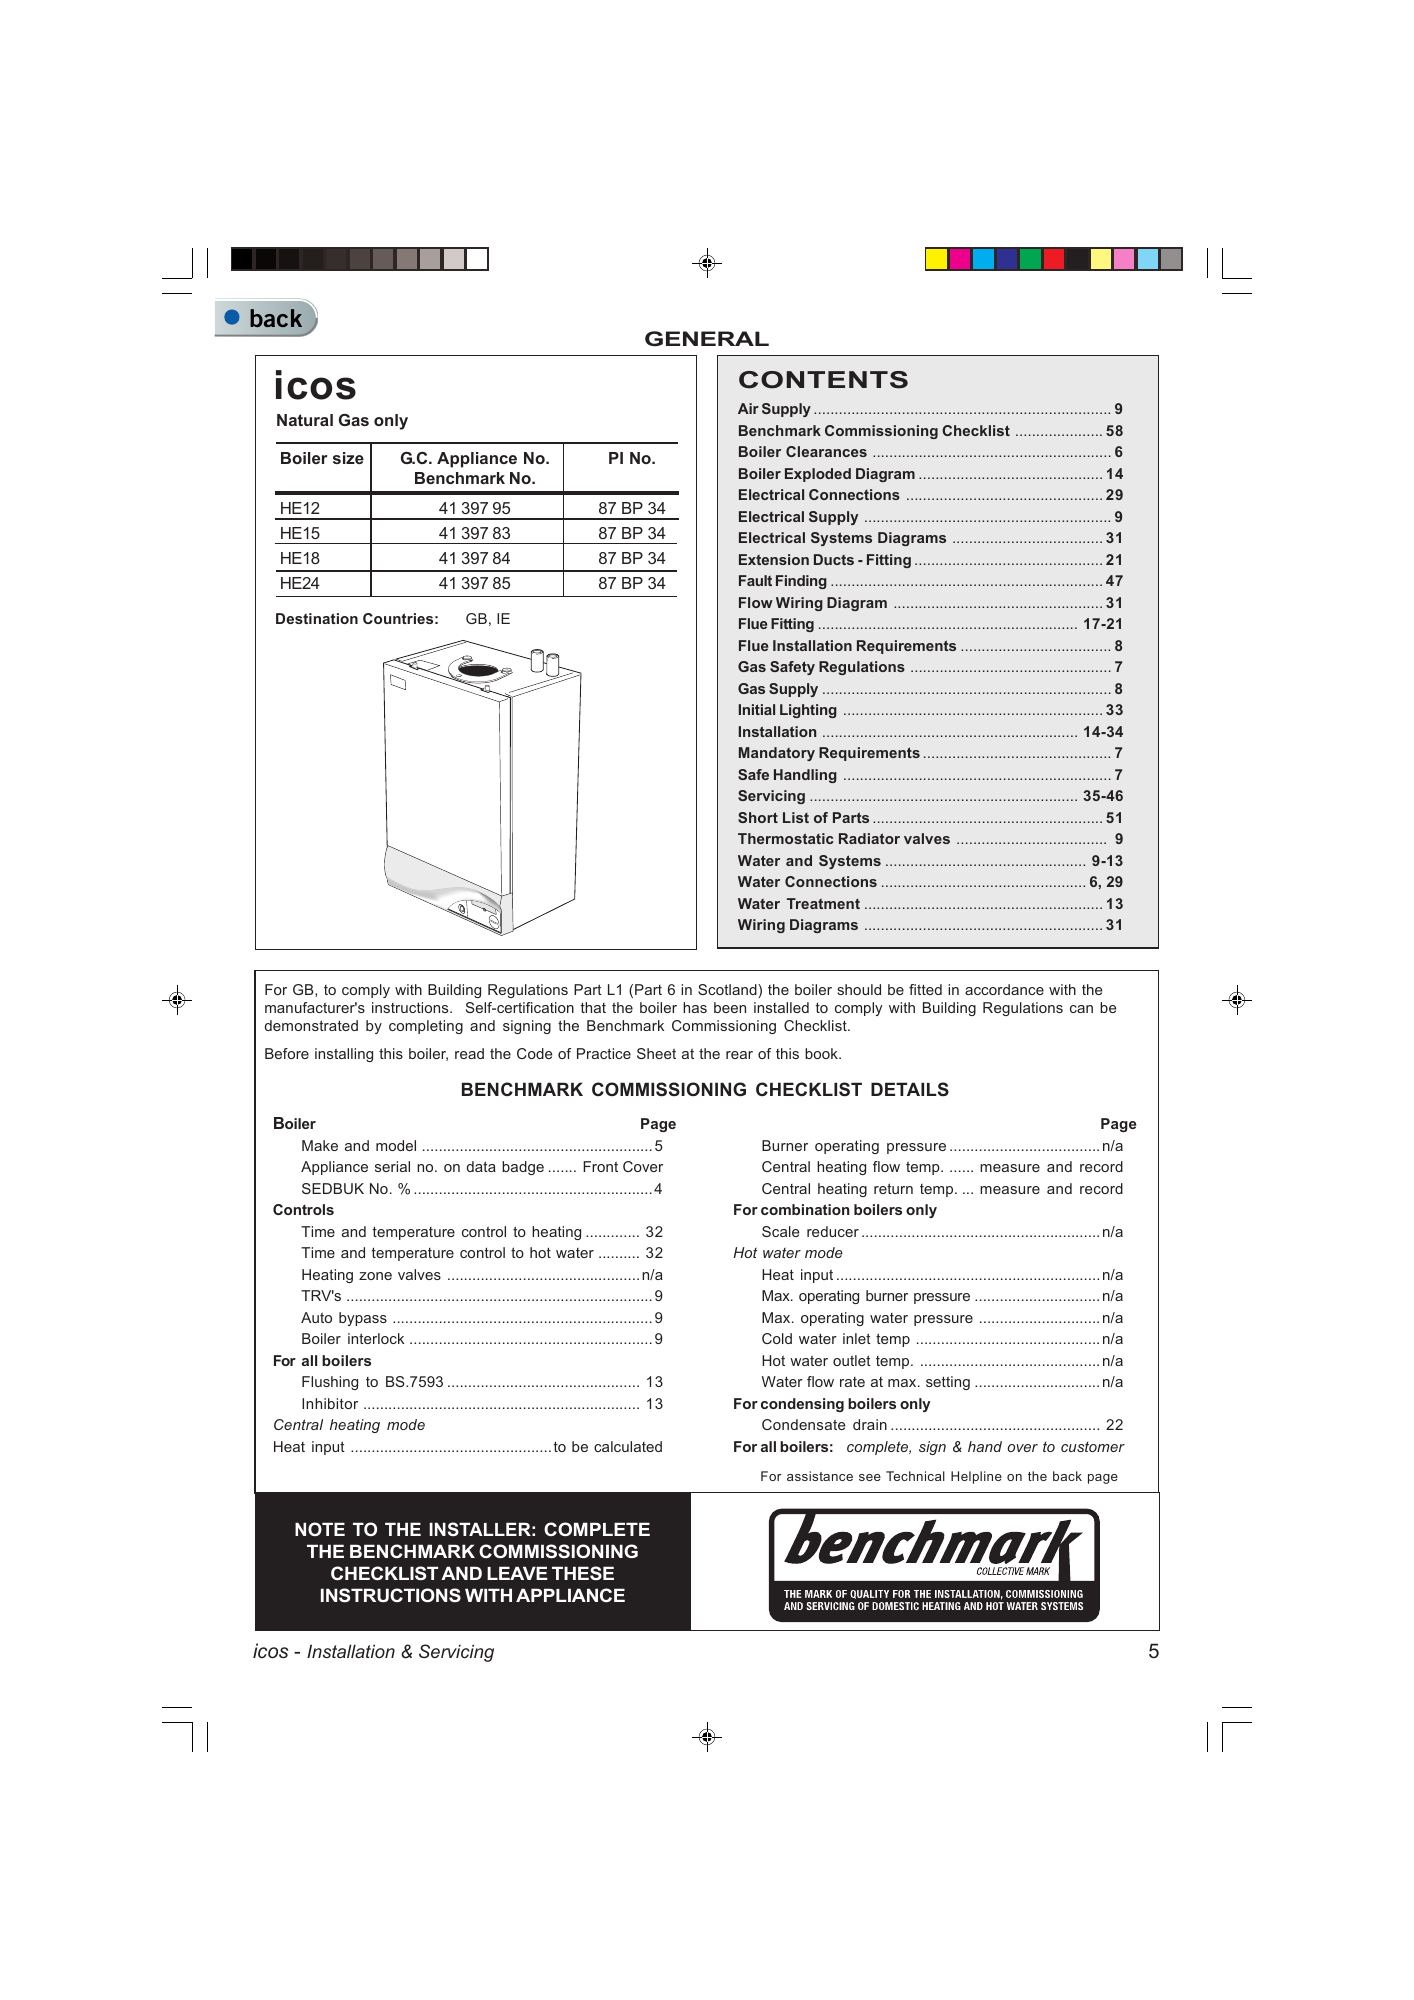 back
GENERAL
icos
Natural Gas only
Boiler size G.C. Appliance No. PI No.
Benchmark No.
HE12 41 397 95 87 BP 34
HE15 41 397 83 87 BP 34
HE18 41 397 84 87 BP 34
HE24 41 397 85 87 BP 34
Destination Countries: GB, IE
CONTENTS
Air Supply ....................................................................... 9
Benchmark Commissioning Checklist ..................... 58
Boiler Clearances ......................................................... 6
Boiler Exploded Diagram ............................................ 14
Electrical Connections ............................................... 29
Electrical Supply ........................................................... 9
Electrical Systems Diagrams .................................... 31
Extension Ducts - Fitting ............................................. 21
Fault Finding ................................................................. 47
Flow Wiring Diagram .................................................. 31
Flue Fitting .............................................................. 17-21
Flue Installation Requirements .................................... 8
Gas Safety Regulations ................................................ 7
Gas Supply ..................................................................... 8
Initial Lighting .............................................................. 33
Installation ............................................................. 14-34
Mandatory Requirements ............................................. 7
Safe Handling ................................................................ 7
Servicing ................................................................ 35-46
Short List of Parts ....................................................... 51
Thermostatic Radiator valves .................................... 9
Water and Systems ................................................ 9-13
Water Connections ................................................. 6, 29
Water Treatment ......................................................... 13
Wiring Diagrams ......................................................... 31
For GB, to comply with Building Regulations Part L1 (Part 6 in Scotland) the boiler should be fitted in accordance with the
manufacturer's instructions. Self-certification that the boiler has been installed to comply with Building Regulations can be
demonstrated by completing and signing the Benchmark Commissioning Checklist.
Before installing this boiler, read the Code of Practice Sheet at the rear of this book.
BENCHMARK COMMISSIONING CHECKLIST DETAILS
Boiler Page
Make and model ....................................................... 5
Appliance serial no. on data badge ....... Front Cover
SEDBUK No. % ......................................................... 4
Controls
Time and temperature control to heating ............. 32
Time and temperature control to hot water .......... 32
Heating zone valves .............................................. n/a
TRV's ......................................................................... 9
Auto bypass .............................................................. 9
Boiler interlock .......................................................... 9
For all boilers
Flushing to BS.7593 .............................................. 13
Inhibitor .................................................................. 13
Central heating mode
Heat input ................................................ to be calculated
Page
Burner operating pressure .................................... n/a
Central heating flow temp. ...... measure and record
Central heating return temp. ... measure and record
For combination boilers only
Scale reducer ......................................................... n/a
Hot water mode
Heat input ............................................................... n/a
Max. operating burner pressure .............................. n/a
Max. operating water pressure ............................. n/a
Cold water inlet temp ............................................ n/a
Hot water outlet temp. ........................................... n/a
Water flow rate at max. setting .............................. n/a
For condensing boilers only
Condensate drain .................................................. 22
For all boilers: complete, sign & hand over to customer
For assistance see Technical Helpline on the back page
NOTE TO THE INSTALLER: COMPLETE
THE BENCHMARK COMMISSIONING
CHECKLIST AND LEAVE THESE
INSTRUCTIONS WITH APPLIANCE
benchmark
COLLECTIVE MARK
THE MARK OF QUALITY FOR THE INSTALLATION, COMMISSIONING
AND SERVICING OF DOMESTIC HEATING AND HOT WATER SYSTEMS
icos - Installation & Servicing 5